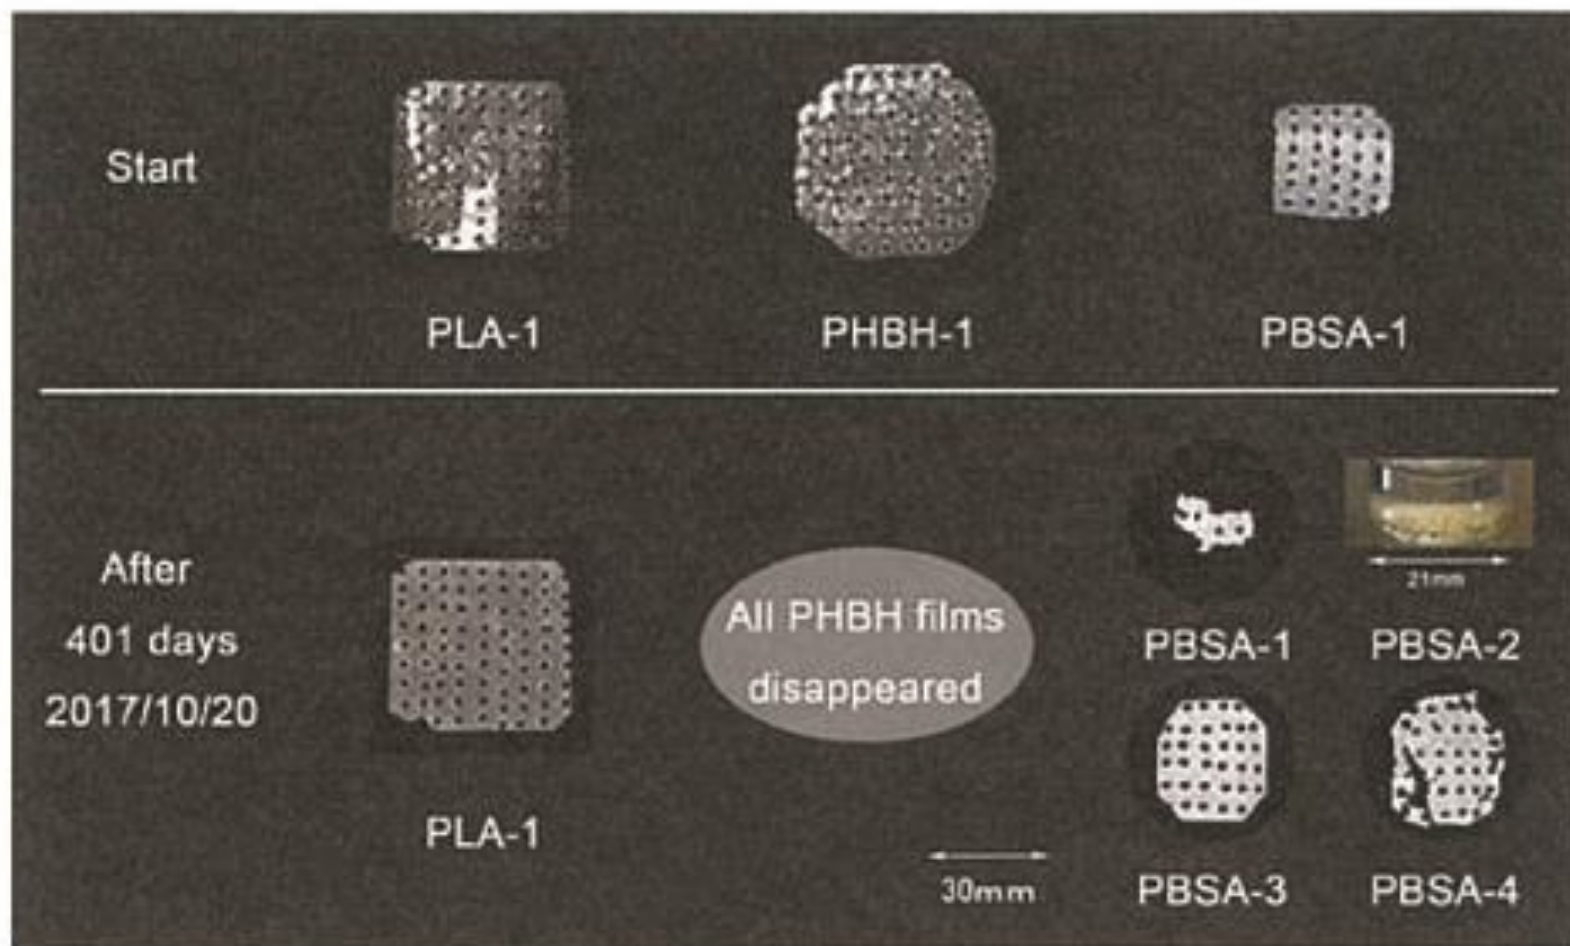 Start
PLA-1
PHBH-1
PBSA-1
After
401 days
2017/10/20
PLA-1
All PHBH films
disappeared
30mm
21mm
PBSA-1
PBSA-2
PBSA-3
PBSA-4